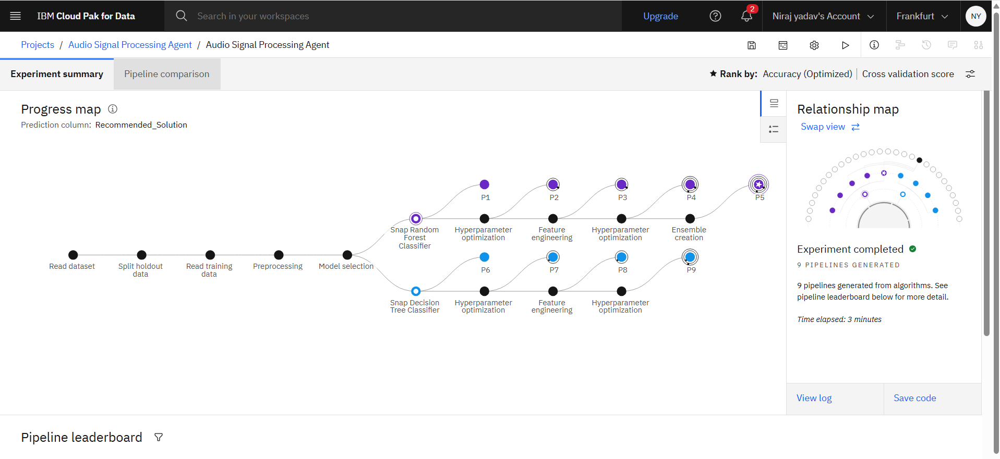 IBM Cloud Pak for Data
Search in your workspaces
Upgrade
2
Niraj yadav's Account
Frankfurt
NY
Projects / Audio Signal Processing Agent / Audio Signal Processing Agent
Experiment summary
Pipeline comparison
Rank by: Accuracy (Optimized) | Cross validation score
Progress map
Prediction column: Recommended_Solution
P1
P2
P3
P4
P5
Snap Random
Forest
Classifier
Hyperparameter
optimization
Feature
engineering
Hyperparameter
optimization
Ensemble
creation
Read dataset
Split holdout
data
Read training
data
Preprocessing
Model selection
P6
P7
P8
P9
Snap Decision
Tree Classifier
Hyperparameter
optimization
Feature
engineering
Hyperparameter
optimization
Relationship map
Swap view
Experiment completed
9 PIPELINES GENERATED
9 pipelines generated from algorithms. See
pipeline leaderboard below for more detail.
Time elapsed: 3 minutes
View log
Save code
Pipeline leaderboard